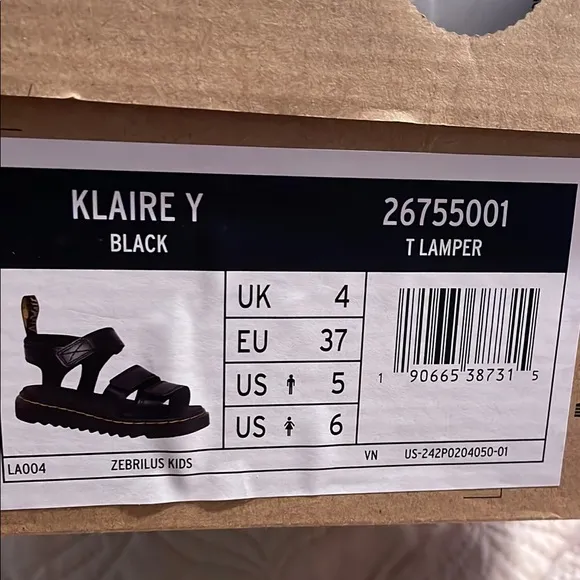 KLAIRE Y
BLACK
26755001
T LAMPER
UK 4
EU 37
US 5
US 6
1 90665 38731 5
LA004 ZEBRILUS KIDS VN US-242P0204050-01